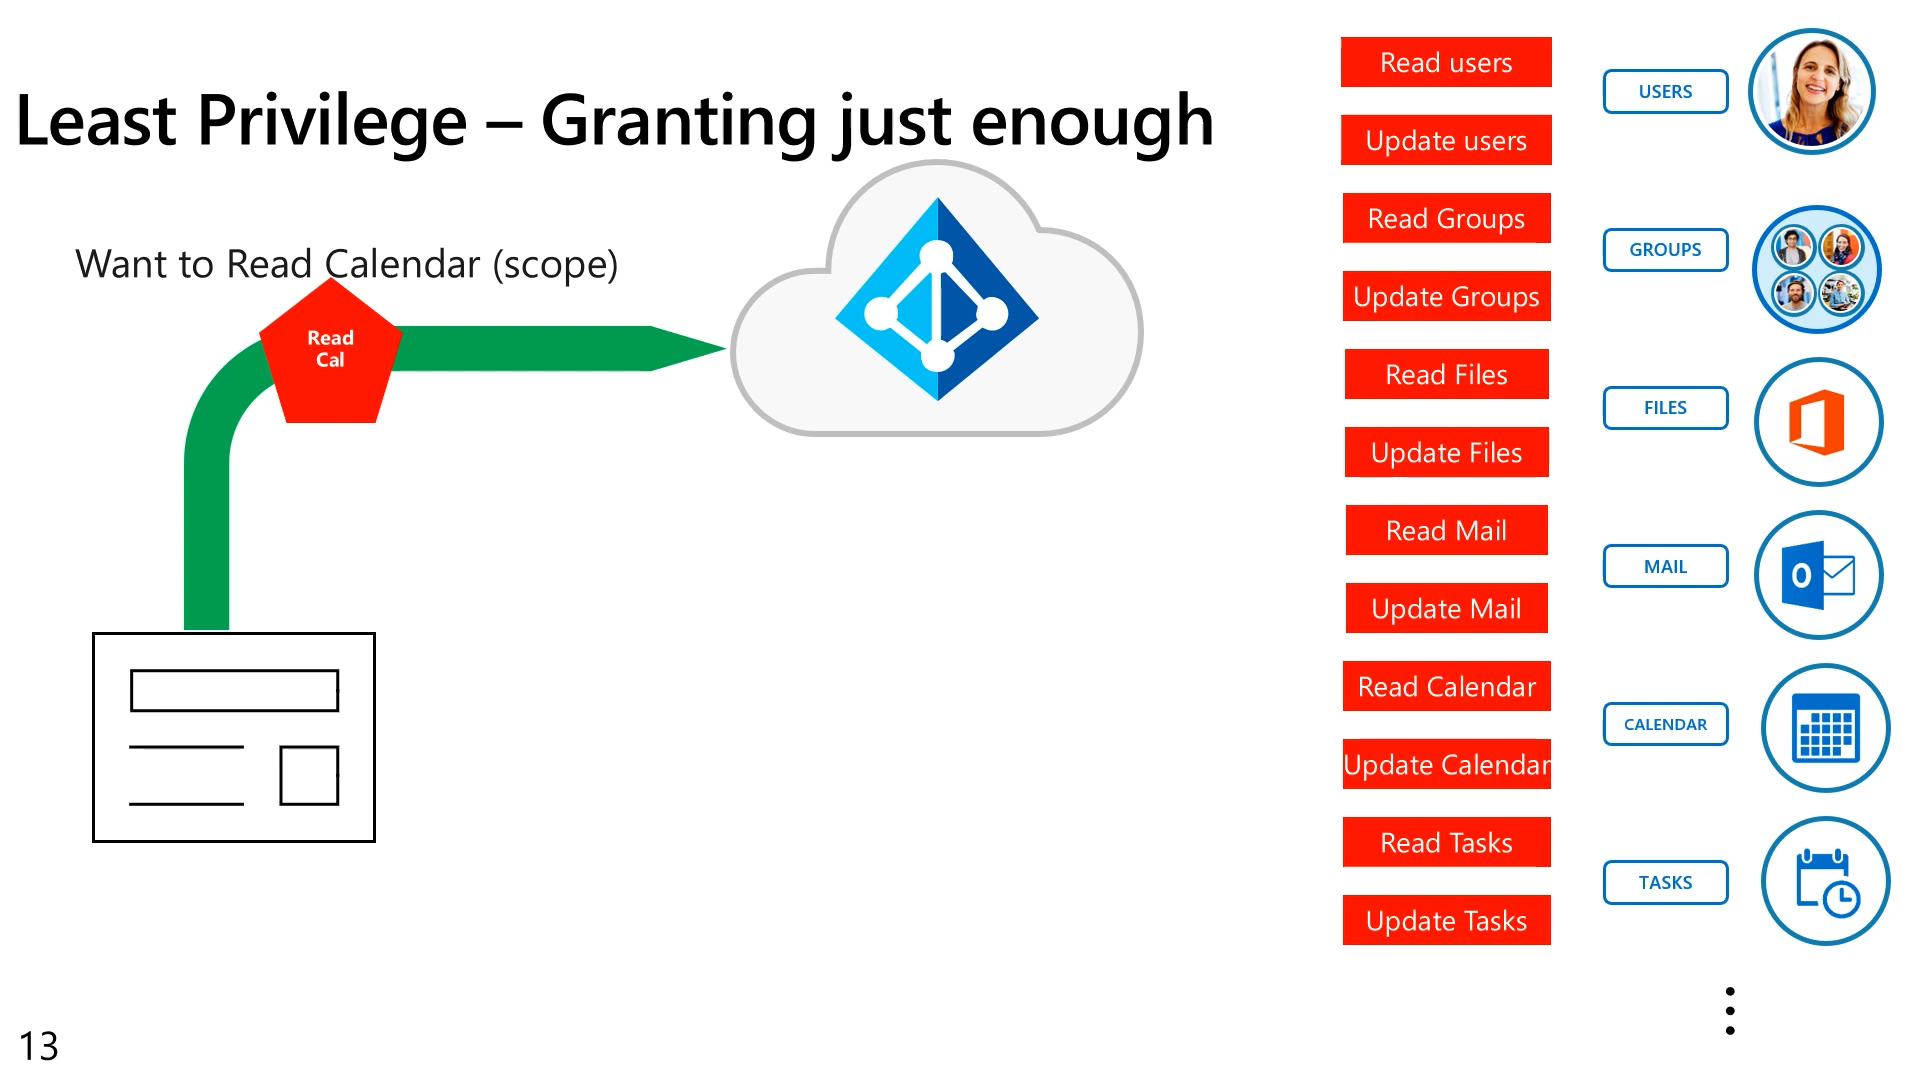 Least Privilege – Granting just enough
Want to Read Calendar (scope)
Read
Cal
Read users
Update users
Read Groups
Update Groups
Read Files
Update Files
Read Mail
Update Mail
Read Calendar
Update Calendar
Read Tasks
Update Tasks
USERS
GROUPS
FILES
MAIL
CALENDAR
TASKS
13